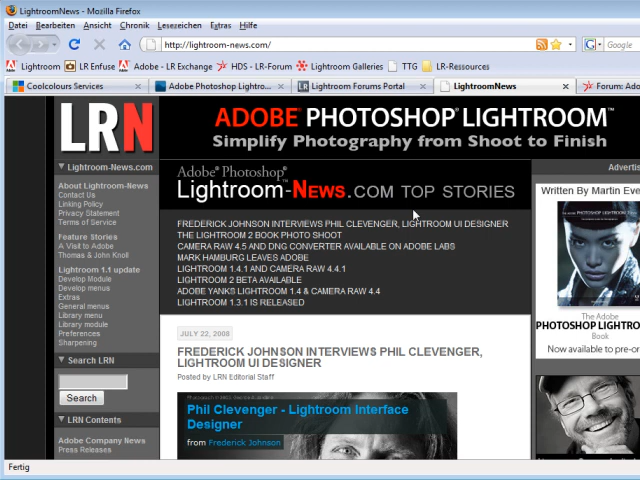 LightroomNews - Mozilla Firefox
Datei Bearbeiten Ansicht Chronik Lesezeichen Extras Hilfe
http://lightroom-news.com/
Google
Lightroom LR Enfuse Adobe - LR Exchange HDS - LR-Forum Lightroom Galleries TTG LR-Ressources
Coolcolours Services
Adobe Photoshop Lightro...
Lightroom Forums Portal
LightroomNews
Forum: Ado
LRN
ADOBE PHOTOSHOP LIGHTROOM™
Simplify Photography from Shoot to Finish
Lightroom-News.com
About Lightroom-News
Contact Us
Linking Policy
Privacy Statement
Terms of Service
Feature Stories
A Visit to Adobe
Thomas & John Knoll
Lightroom 1.1 update
Develop Module
Develop menus
Extras
General menus
Library menu
Library module
Preferences
Sharpening
Search LRN
Search
LRN Contents
Adobe Company News
Press Releases
Adobe Photoshop®
Lightroom-News.com TOP STORIES
FREDERICK JOHNSON INTERVIEWS PHIL CLEVENGER, LIGHTROOM UI DESIGNER
THE LIGHTROOM 2 BOOK PHOTO SHOOT
CAMERA RAW 4.5 AND DNG CONVERTER AVAILABLE ON ADOBE LABS
MARK HAMBURG LEAVES ADOBE
LIGHTROOM 1.4.1 AND CAMERA RAW 4.4.1
LIGHTROOM 2 BETA AVAILABLE
ADOBE YANKS LIGHTROOM 1.4 & CAMERA RAW 4.4
LIGHTROOM 1.3.1 IS RELEASED
JULY 22, 2008
FREDERICK JOHNSON INTERVIEWS PHIL CLEVENGER,
LIGHTROOM UI DESIGNER
Posted by LRN Editorial Staff
Phil Clevenger - Lightroom Interface
Designer
from Frederick Johnson
Adverti
Written By Martin Eve
The Adobe
PHOTOSHOP LIGHTRO
Book
Now available to pre-or
Fertig